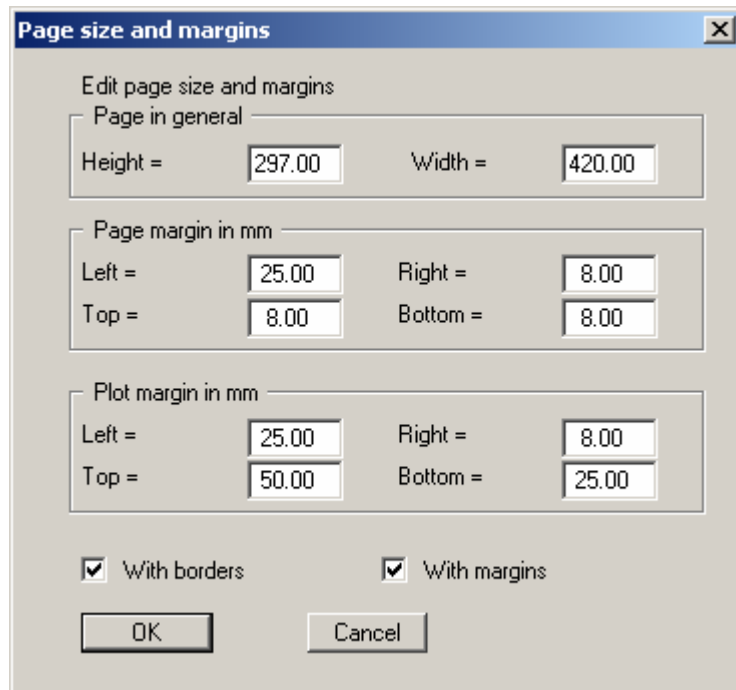 Page size and margins
Edit page size and margins
Page in general
Height = 297.00 Width = 420.00
Page margin in mm
Left = 25.00 Right = 8.00
Top = 8.00 Bottom = 8.00
Plot margin in mm
Left = 25.00 Right = 8.00
Top = 50.00 Bottom = 25.00
With borders With margins
OK Cancel